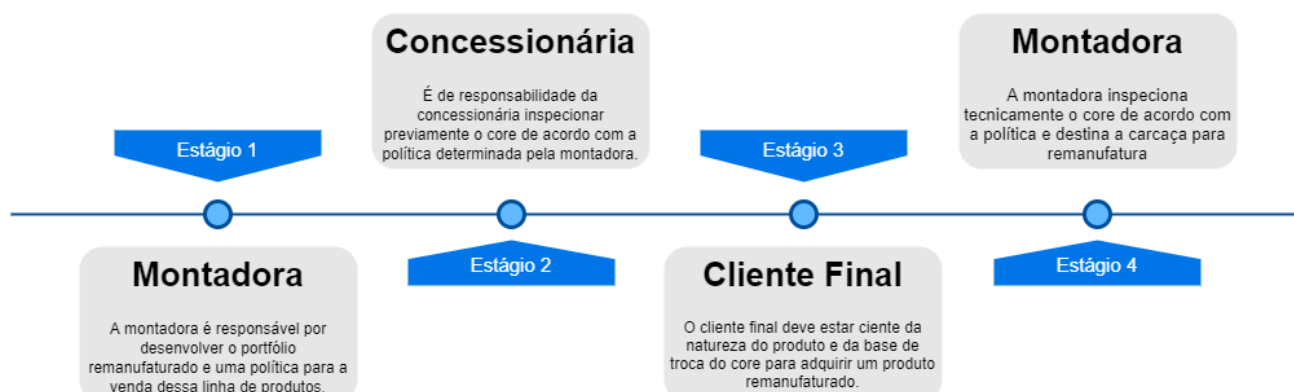 Estágio 1
Montadora
A montadora é responsável por
desenvolver o portfólio
remanufaturado e uma política para a
venda dessa linha de produtos.
Concessionária
É de responsabilidade da
concessionária inspecionar
previamente o core de acordo com a
política determinada pela montadora.
Estágio 2
Estágio 3
Cliente Final
O cliente final deve estar ciente da
natureza do produto e da base de
troca do core para adquirir um produto
remanufaturado.
Montadora
A montadora inspeciona
tecnicamente o core de acordo com
a política e destina a carcaça para
remanufatura
Estágio 4